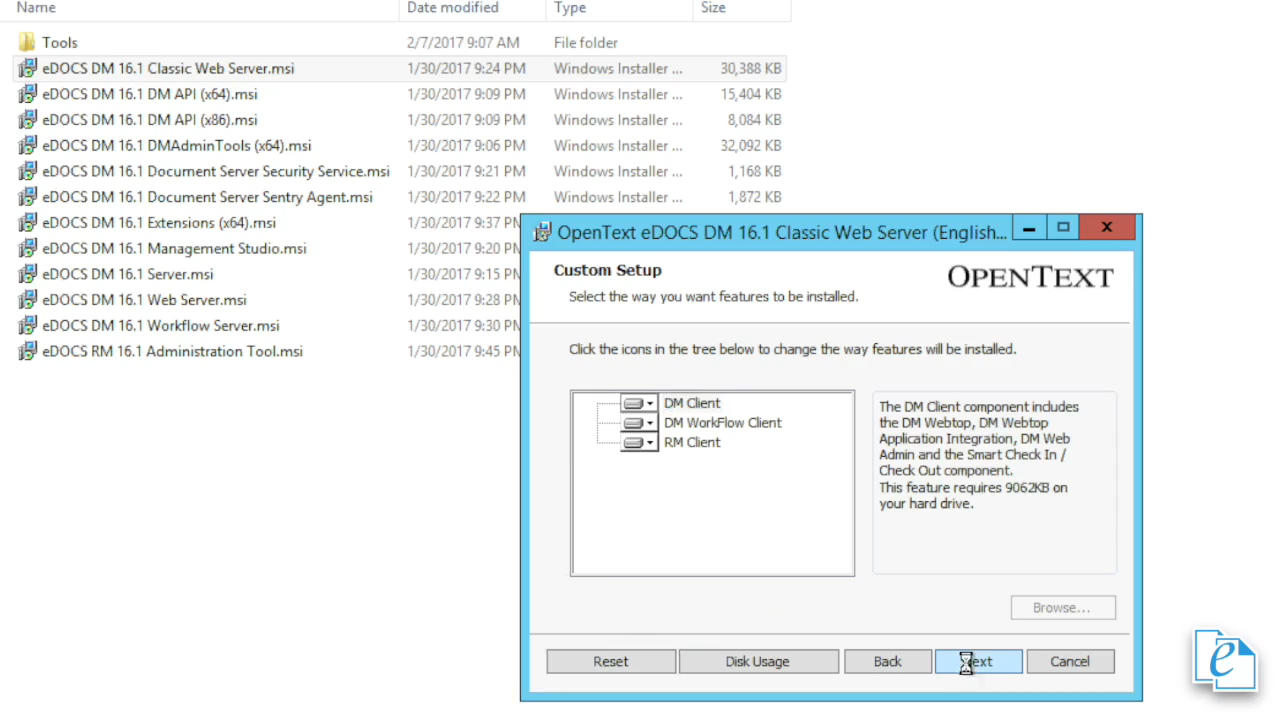 Name Date modified Type Size
Tools 2/7/2017 9:07 AM File folder
eDOCS DM 16.1 Classic Web Server.msi 1/30/2017 9:24 PM Windows Installer ... 30,388 KB
eDOCS DM 16.1 DM API (x64).msi 1/30/2017 9:09 PM Windows Installer ... 15,404 KB
eDOCS DM 16.1 DM API (x86).msi 1/30/2017 9:09 PM Windows Installer ... 8,084 KB
eDOCS DM 16.1 DMAdminTools (x64).msi 1/30/2017 9:06 PM Windows Installer ... 32,092 KB
eDOCS DM 16.1 Document Server Security Service.msi 1/30/2017 9:21 PM Windows Installer ... 1,168 KB
eDOCS DM 16.1 Document Server Sentry Agent.msi 1/30/2017 9:22 PM Windows Installer ... 1,872 KB
eDOCS DM 16.1 Extensions (x64).msi 1/30/2017 9:37 PM
eDOCS DM 16.1 Management Studio.msi 1/30/2017 9:20 PM
eDOCS DM 16.1 Server.msi 1/30/2017 9:15 PM
eDOCS DM 16.1 Web Server.msi 1/30/2017 9:28 PM
eDOCS DM 16.1 Workflow Server.msi 1/30/2017 9:30 PM
eDOCS RM 16.1 Administration Tool.msi 1/30/2017 9:45 PM
OpenText eDOCS DM 16.1 Classic Web Server (English...
Custom Setup
OPENTEXT
Select the way you want features to be installed.
Click the icons in the tree below to change the way features will be installed.
DM Client
DM WorkFlow Client
RM Client
The DM Client component includes
the DM Webtop, DM Webtop
Application Integration, DM Web
Admin and the Smart Check In /
Check Out component.
This feature requires 9062KB on
your hard drive.
Browse...
Reset Disk Usage Back Next Cancel
e